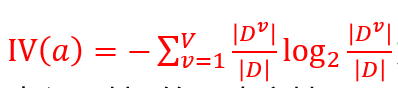 IV(a) = − ∑_{v=1}^{V} |D^v|/|D| log₂ |D^v|/|D|